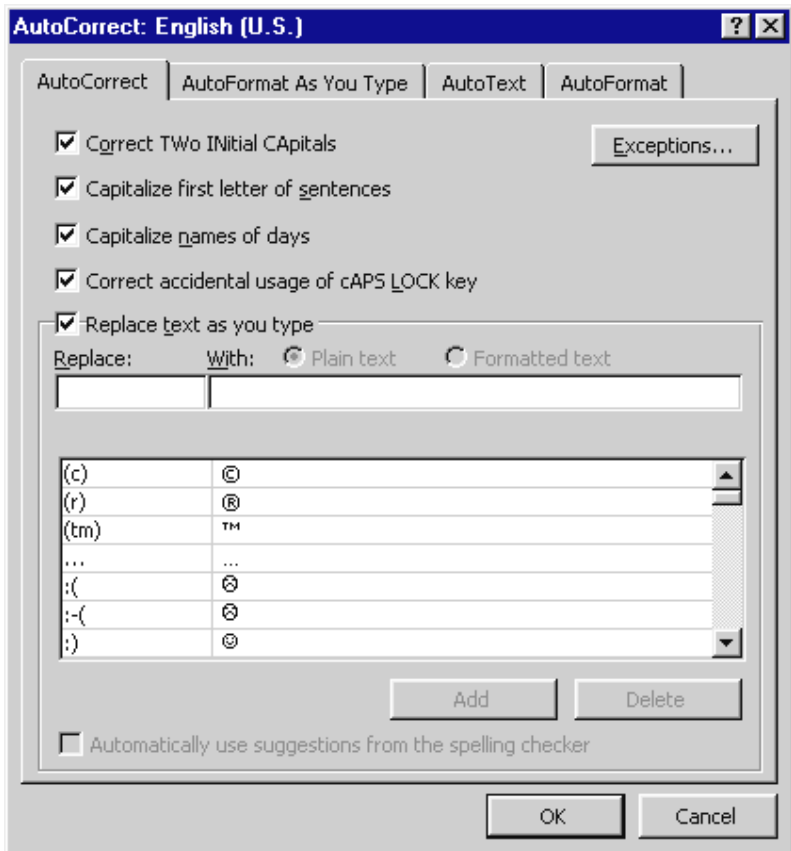 AutoCorrect: English (U.S.)
AutoCorrect AutoFormat As You Type AutoText AutoFormat
Correct TWo INitial CApitals Exceptions...
Capitalize first letter of sentences
Capitalize names of days
Correct accidental usage of cAPS LOCK key
Replace text as you type
Replace: With: Plain text Formatted text
(c) ©
(r) ®
(tm) ™
... …
:( ☹
:-( ☹
:) ☺
Add Delete
Automatically use suggestions from the spelling checker
OK Cancel